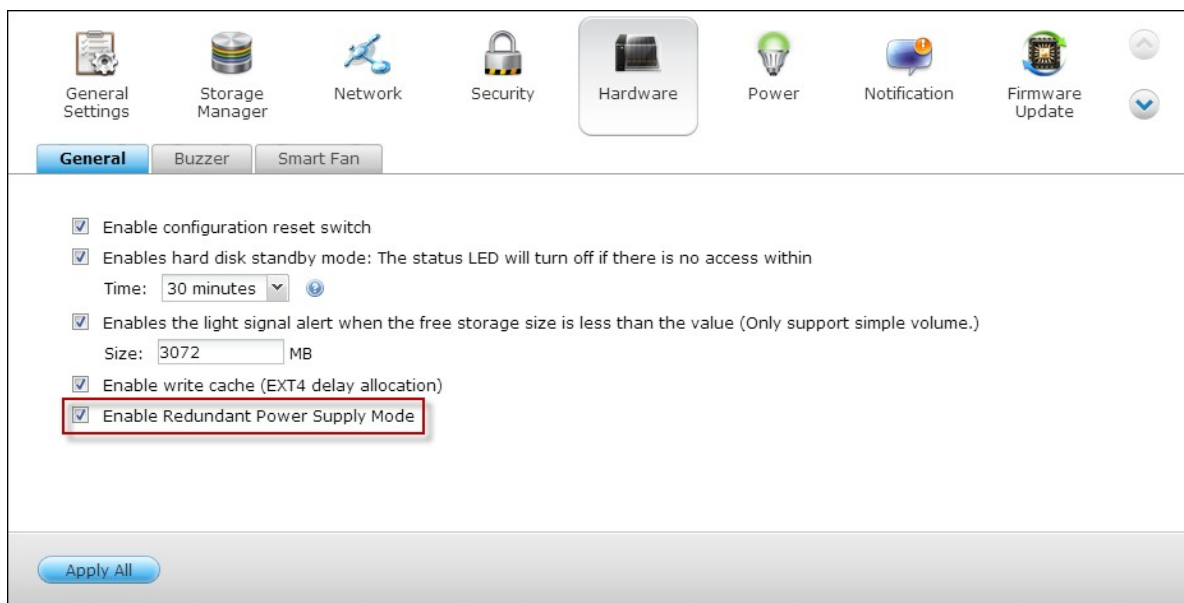 General Settings
Storage Manager
Network
Security
Hardware
Power
Notification
Firmware Update
General
Buzzer
Smart Fan
Enable configuration reset switch
Enables hard disk standby mode: The status LED will turn off if there is no access within
Time: 30 minutes
Enables the light signal alert when the free storage size is less than the value (Only support simple volume.)
Size: 3072 MB
Enable write cache (EXT4 delay allocation)
Enable Redundant Power Supply Mode
Apply All